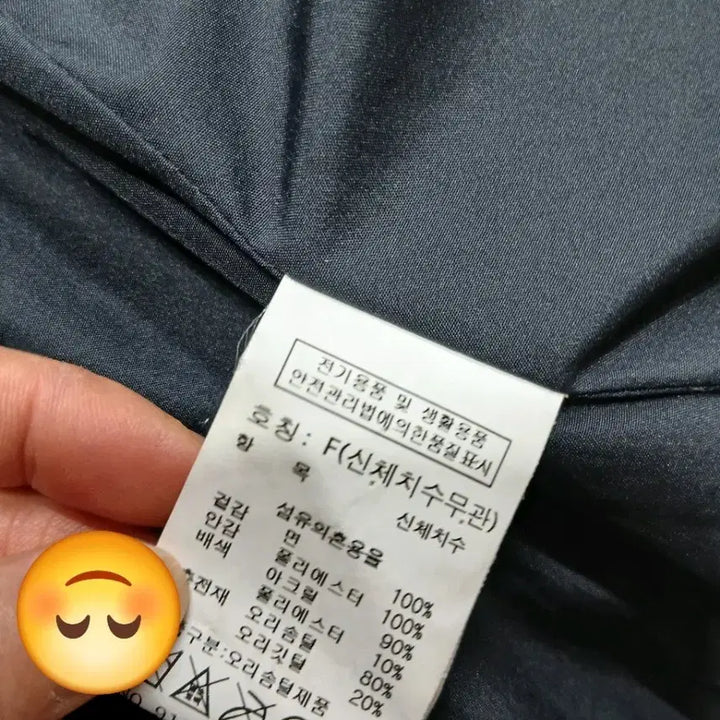 전기용품 및 생활용품
안전관리법에의한품질표시
호칭 : F(신체치수무관)
항 목 신체치수
섬유의혼용율
겉감 면 100%
안감 폴리에스터 100%
배색 아크릴 90%
폴리에스터 10%
충전재 오리솜털 80%
오리깃털 20%
구분:오리솜털제품